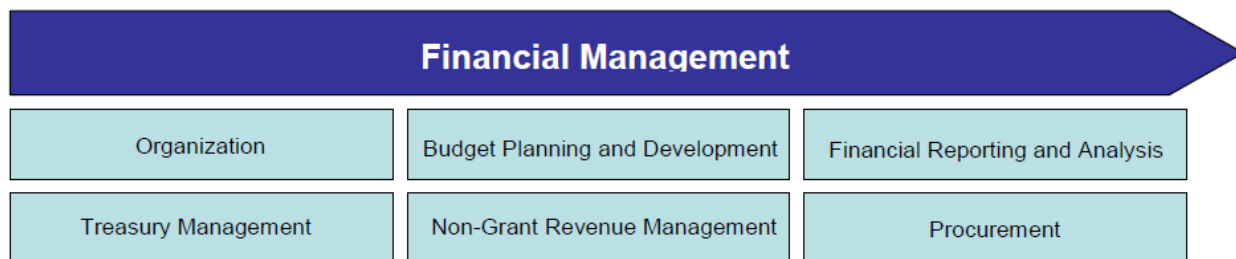 Financial Management
Organization
Budget Planning and Development
Financial Reporting and Analysis
Treasury Management
Non-Grant Revenue Management
Procurement